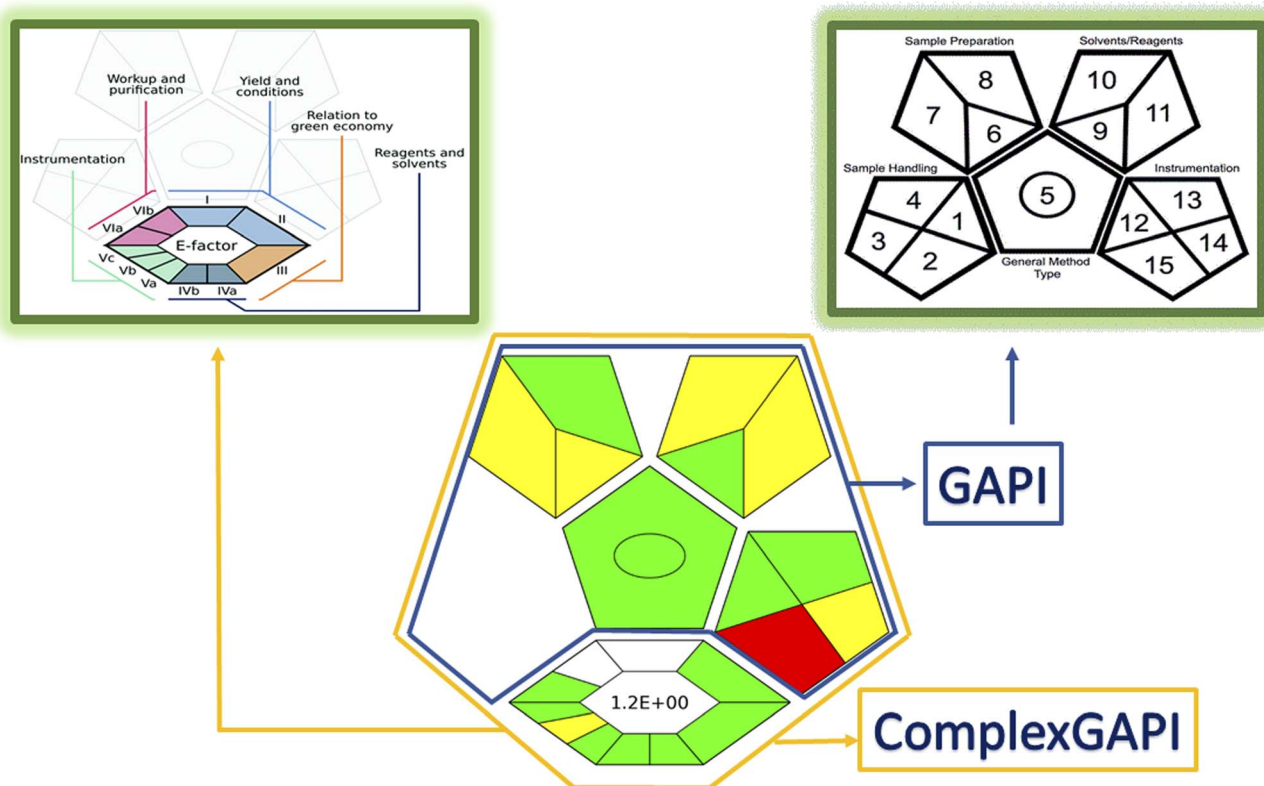 Workup and
purification
Yield and
conditions
Relation to
green economy
Reagents and
solvents
Instrumentation
I
II
III
IVa
IVb
Va
Vb
Vc
VIa
VIb
E-factor
Sample Preparation
Solvents/Reagents
8
7
6
10
9
11
Sample Handling
Instrumentation
4
1
3
2
5
13
12
14
15
General Method
Type
GAPI
1.2E+00
ComplexGAPI